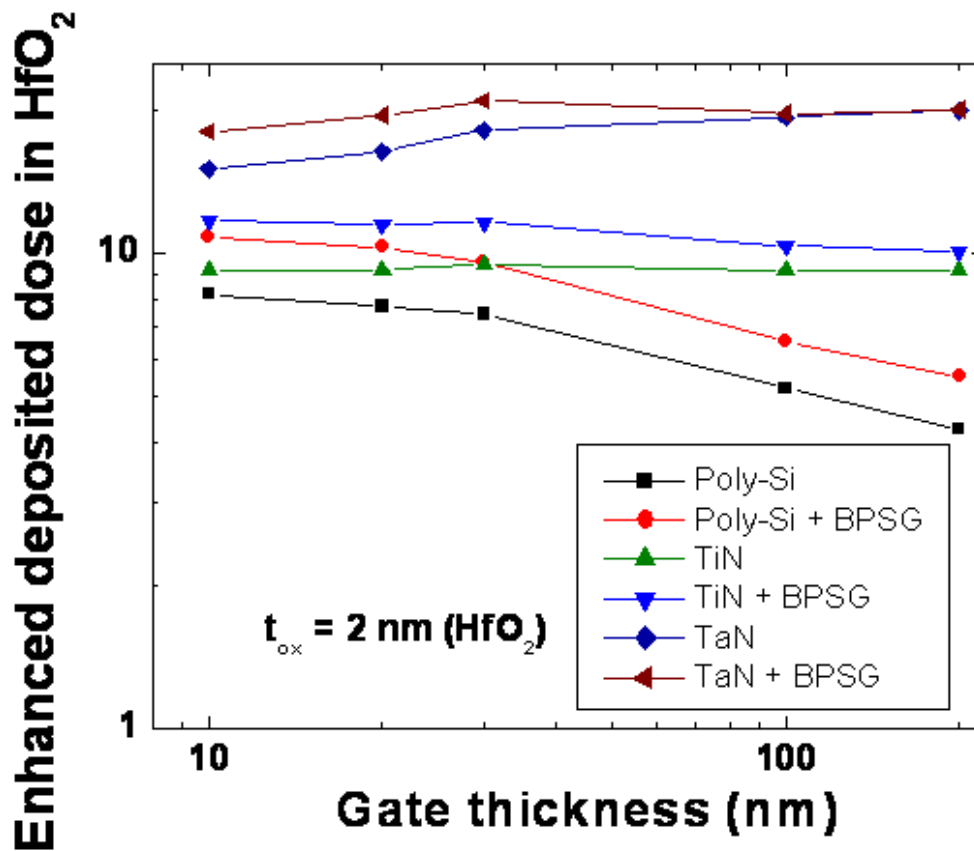 Enhanced deposited dose in HfO₂
10
1
tₒₓ = 2 nm (HfO₂)
Poly-Si
Poly-Si + BPSG
TiN
TiN + BPSG
TaN
TaN + BPSG
10
100
Gate thickness (nm)